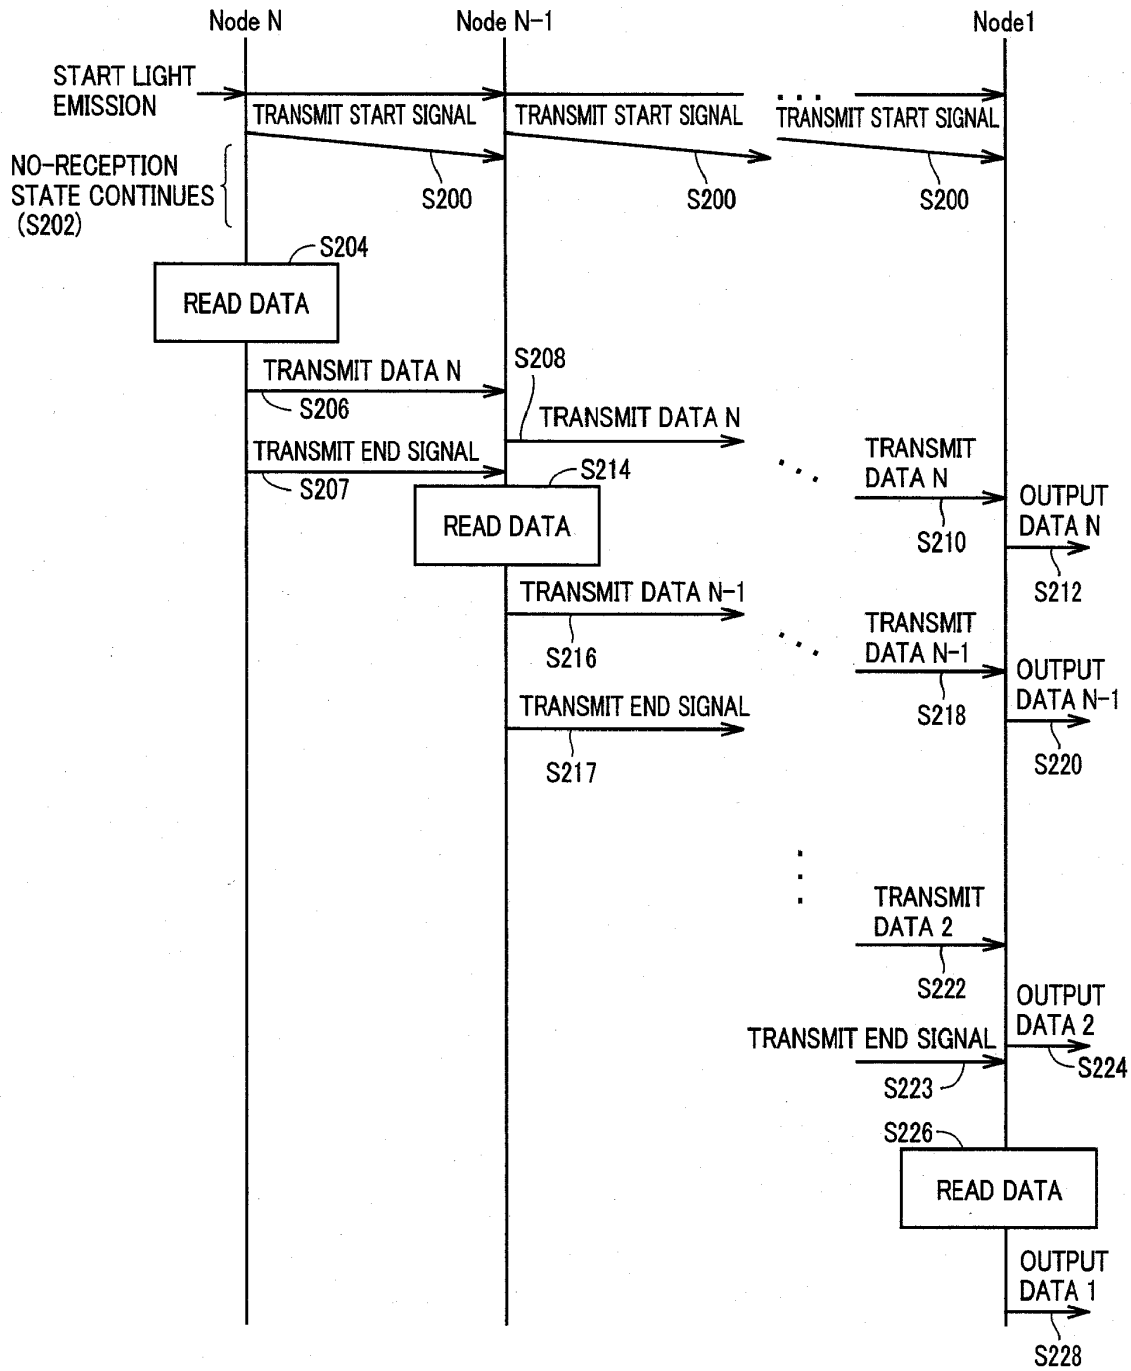 Node N
Node N-1
Node1
START LIGHT
EMISSION
TRANSMIT START SIGNAL
TRANSMIT START SIGNAL
TRANSMIT START SIGNAL
NO-RECEPTION
STATE CONTINUES
(S202)
S200
S200
S200
S204
READ DATA
TRANSMIT DATA N
S206
S208
TRANSMIT DATA N
TRANSMIT END SIGNAL
S207
S214
READ DATA
TRANSMIT
DATA N
S210
OUTPUT
DATA N
S212
TRANSMIT DATA N-1
S216
TRANSMIT
DATA N-1
S218
OUTPUT
DATA N-1
S220
TRANSMIT END SIGNAL
S217
TRANSMIT
DATA 2
S222
OUTPUT
DATA 2
S224
TRANSMIT END SIGNAL
S223
S226
READ DATA
OUTPUT
DATA 1
S228